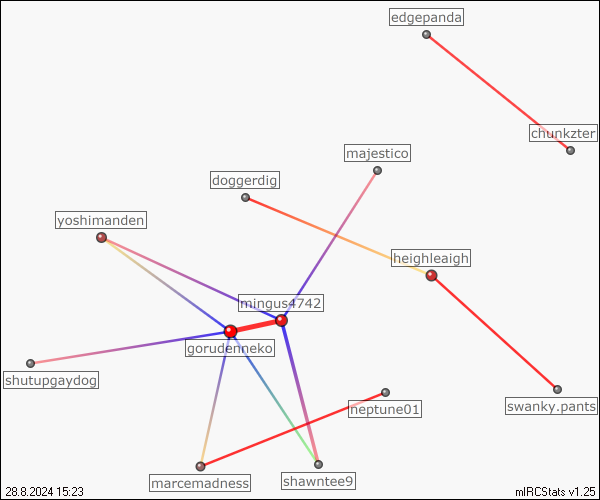 edgepanda
chunkzter
majestico
doggerdig
yoshimanden
heighleaigh
mingus4742
gorudenneko
shutupgaydog
neptune01
swanky.pants
marcemadness
shawntee9
28.8.2024 15:23
mIRCStats v1.25